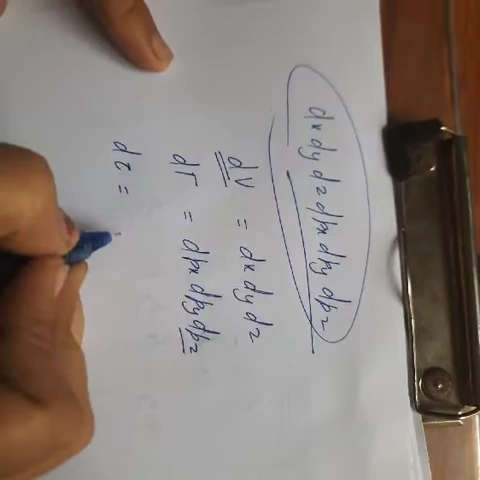 dx dy dz dpx dpy dpz
dV = dx dy dz
dΓ = dpx dpy dpz
dτ =